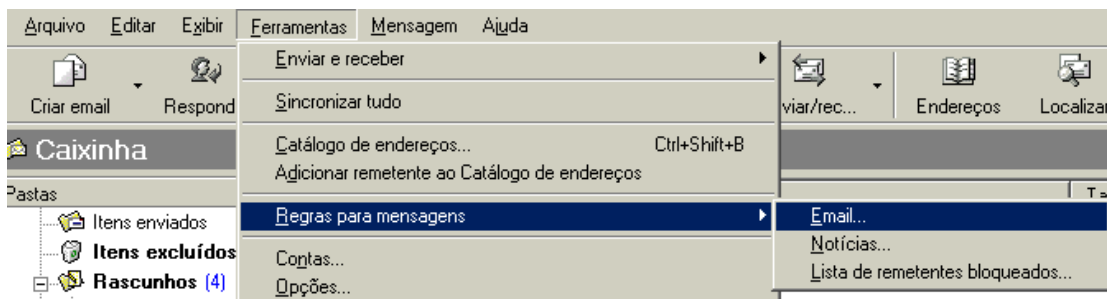 Arquivo Editar Exibir Ferramentas Mensagem Ajuda
Enviar e receber
Criar email Respond viar/rec... Endereços Localizar
Sincronizar tudo
Caixinha
Catálogo de endereços... Ctrl+Shift+B
Adicionar remetente ao Catálogo de endereços
Pastas
Regras para mensagens Email...
Itens enviados
Notícias...
Itens excluídos
Contas... Lista de remetentes bloqueados...
Rascunhos (4)
Opções...